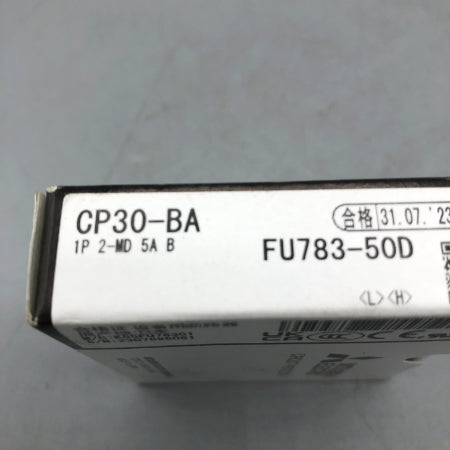 CP30-BA
合格 31.07.'23
1P 2-MD 5A B
FU783-50D
<L> <H>